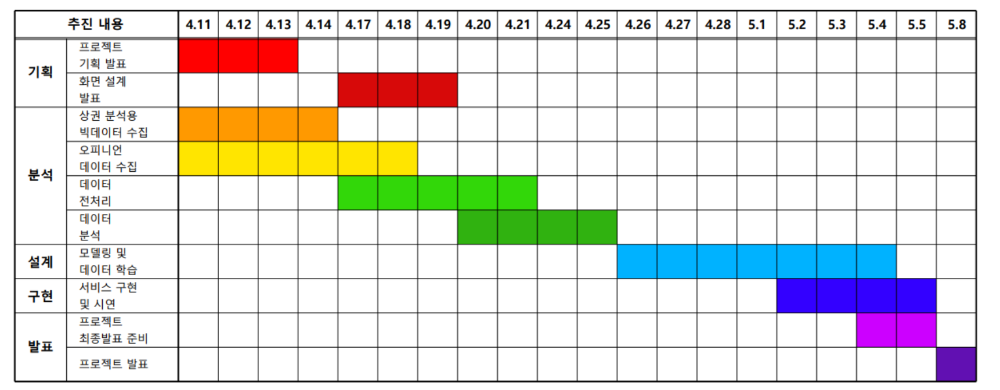 추진 내용 4.11 4.12 4.13 4.14 4.17 4.18 4.19 4.20 4.21 4.24 4.25 4.26 4.27 4.28 5.1 5.2 5.3 5.4 5.5 5.8
기획
프로젝트
기획 발표
화면 설계
발표
분석
상권 분석용
빅데이터 수집
오피니언
데이터 수집
데이터
전처리
데이터
분석
설계
모델링 및
데이터 학습
구현
서비스 구현
및 시연
발표
프로젝트
최종발표 준비
프로젝트 발표